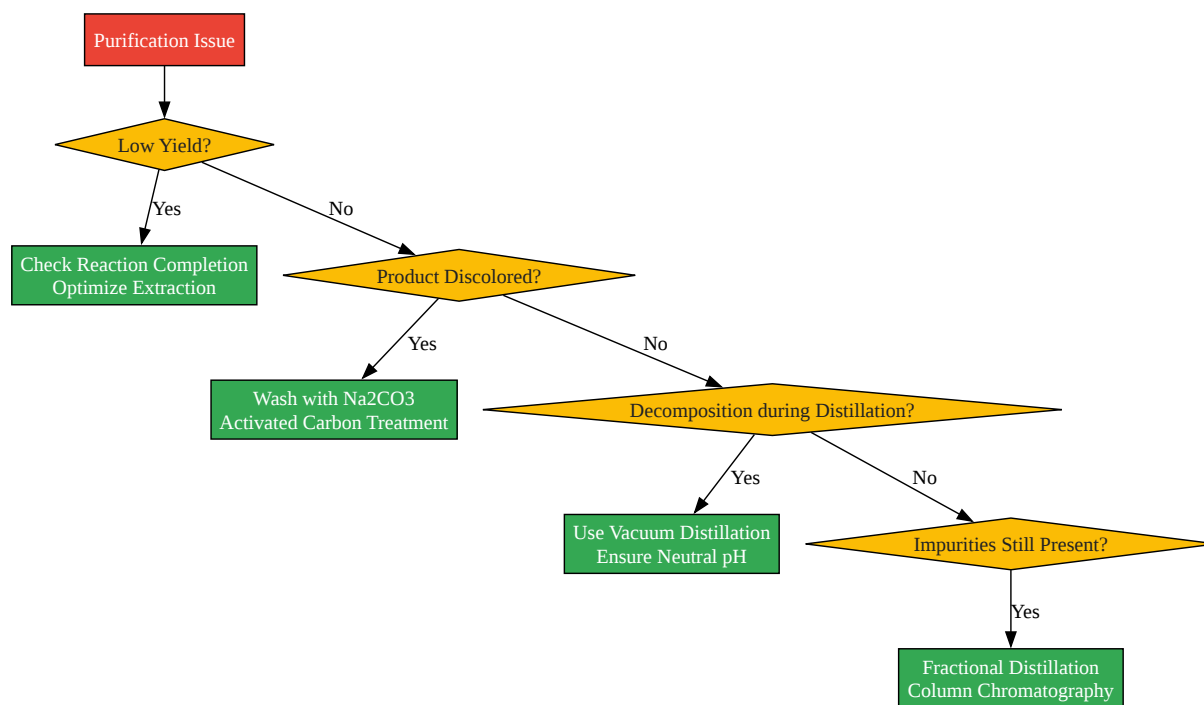 Purification Issue
Low Yield?
Yes
No
Check Reaction Completion
Optimize Extraction
Product Discolored?
Yes
No
Wash with Na2CO3
Activated Carbon Treatment
Decomposition during Distillation?
Yes
No
Use Vacuum Distillation
Ensure Neutral pH
Impurities Still Present?
Yes
Fractional Distillation
Column Chromatography